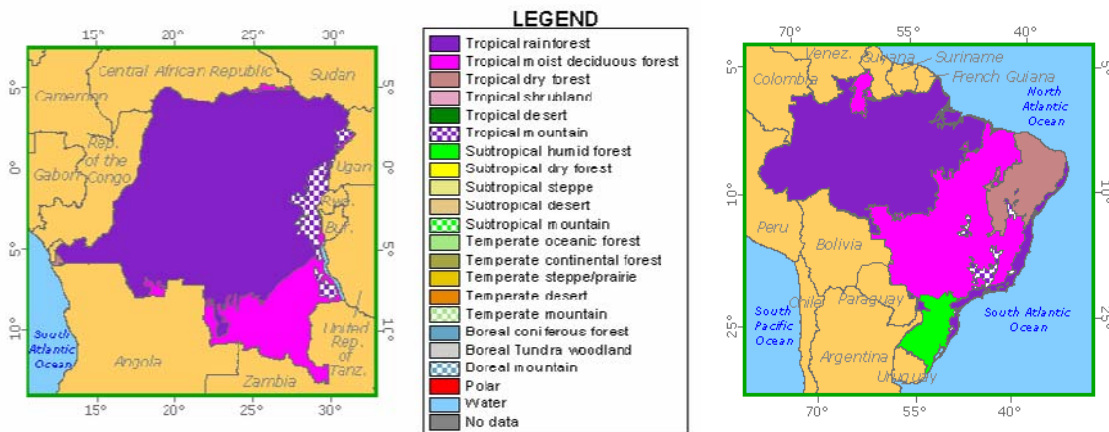 15° 20° 25° 30°
Central African Republic
Sudan
5° 5°
Cameroon
Rep.
of the
Congo
0° 0°
Gabon
Ugan
Rwa.
Bur.
5° 5°
10° 10°
South
Atlantic
Ocean
Angola
Zambia
United
Rep.
of
Tanz.
15° 20° 25° 30°
LEGEND
Tropical rainforest
Tropical moist deciduous forest
Tropical dry forest
Tropical shrubland
Tropical desert
Tropical mountain
Subtropical humid forest
Subtropical dry forest
Subtropical steppe
Subtropical desert
Subtropical mountain
Temperate oceanic forest
Temperate continental forest
Temperate steppe/prairie
Temperate desert
Temperate mountain
Boreal coniferous forest
Boreal Tundra woodland
Boreal mountain
Polar
Water
No data
70° 55° 40°
Venez.
Guyana
Suriname
5° 5°
Colombia
French Guiana
North
Atlantic
Ocean
10° 10°
Peru
Bolivia
Chile
Paraguay
South
Pacific
Ocean
South Atlantic
Ocean
25° 25°
Argentina
Uruguay
70° 55° 40°